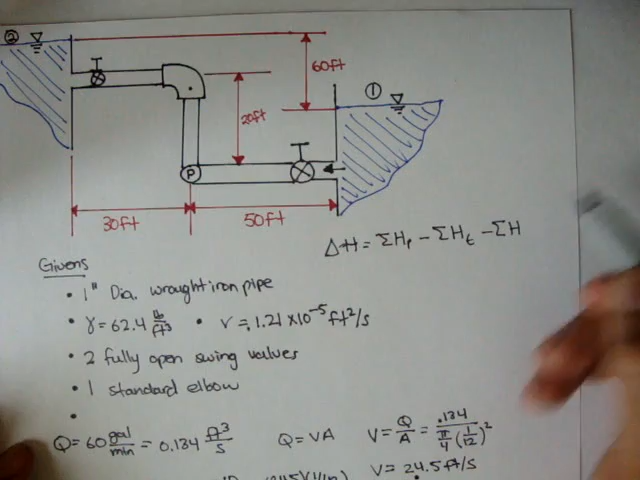 ②
60ft
①
20ft
P
30ft
50ft
ΔH = ΣHp − ΣHt − ΣH
Givens
• 1" Dia. wrought iron pipe
• γ = 62.4 lb/ft³ • ν = 1.21 × 10⁻⁵ ft²/s
• 2 fully open swing valves
• 1 standard elbow
•
Q = 60 gal/min = 0.134 ft³/s Q = VA V = Q/A = .134/(π/4 (1/12)²)
V = 24.5 ft/s